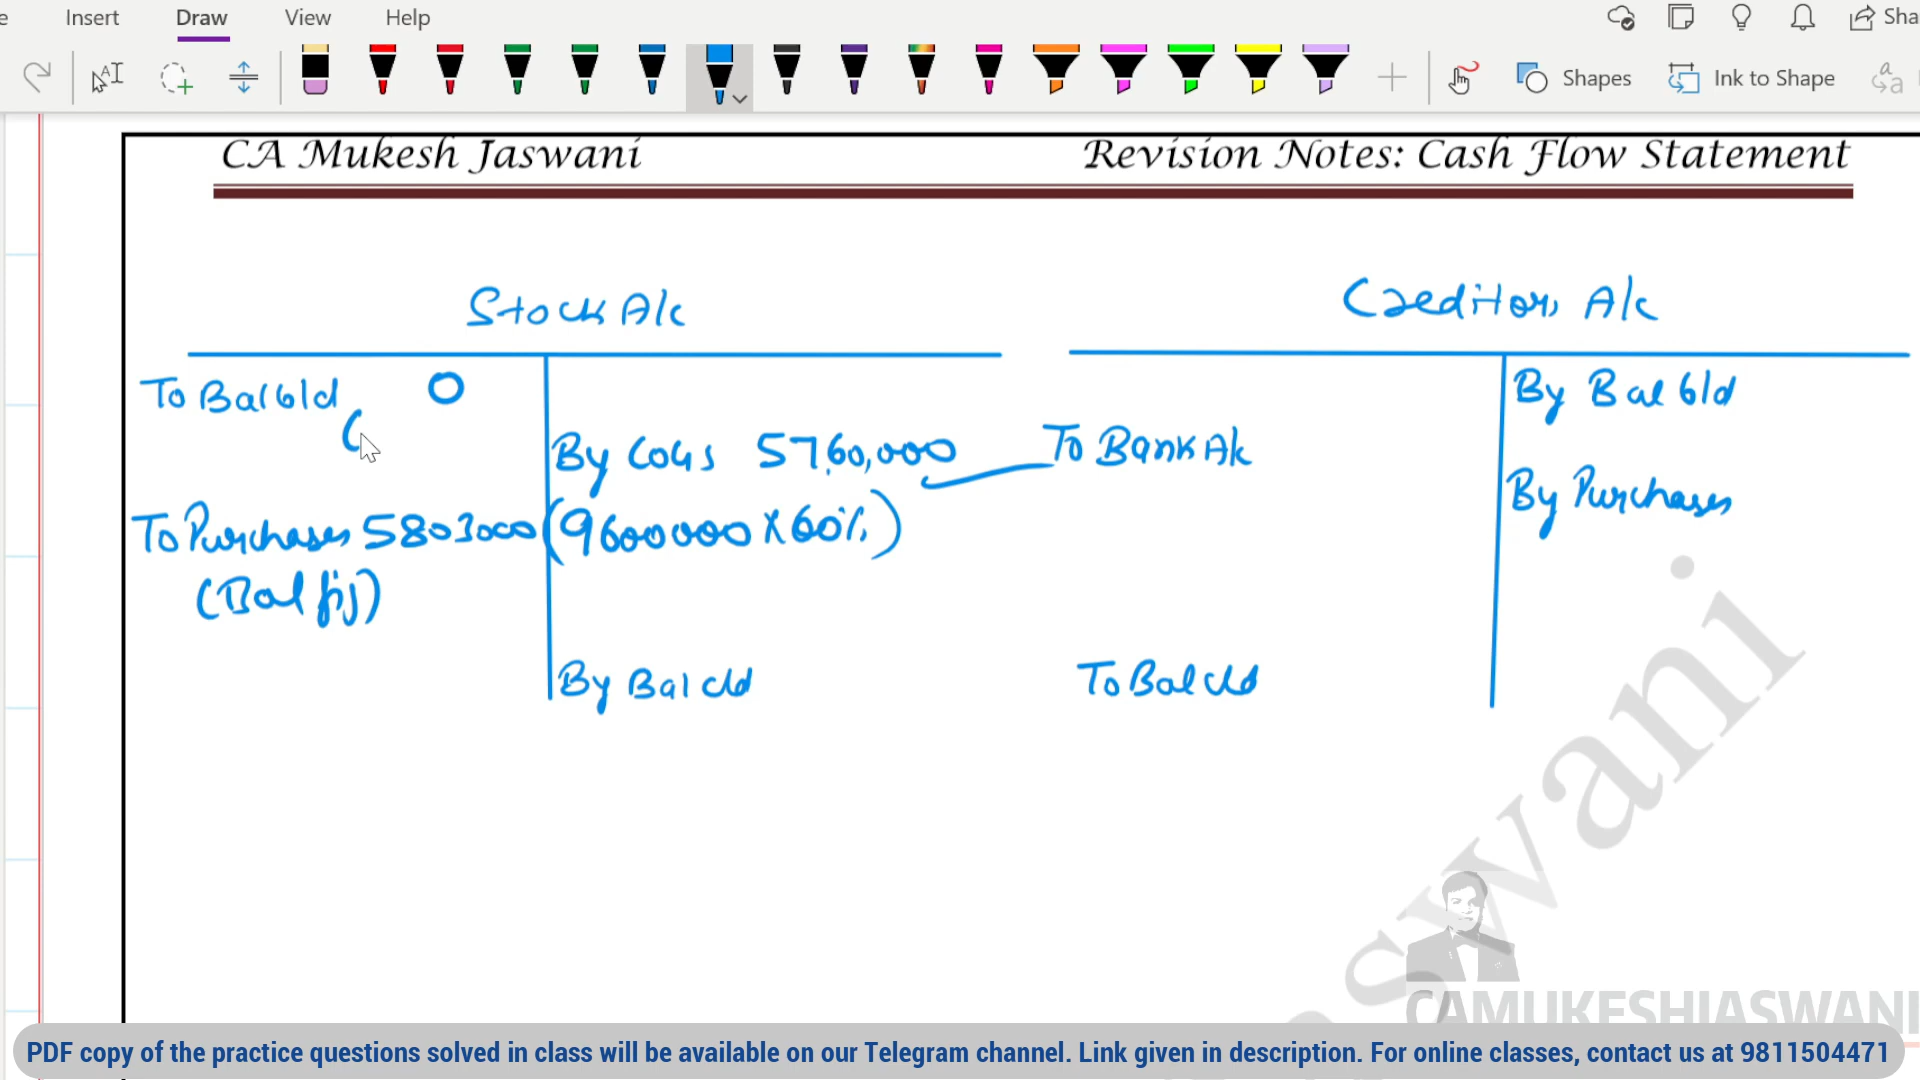 Insert Draw View Help Sha
Shapes Ink to Shape
CA Mukesh Jaswani Revision Notes: Cash Flow Statement
Stock A/c
To Bal b/d 0
(
By COGS 5760,000
To Purchases 5803000 (9600000 X 60%)
(Bal fig)
By Bal c/d
Creditors A/c
By Bal b/d
To Bank A/c
By Purchases
To Bal c/d
swani
CAMUKESHJASWANI
PDF copy of the practice questions solved in class will be available on our Telegram channel. Link given in description. For online classes, contact us at 9811504471